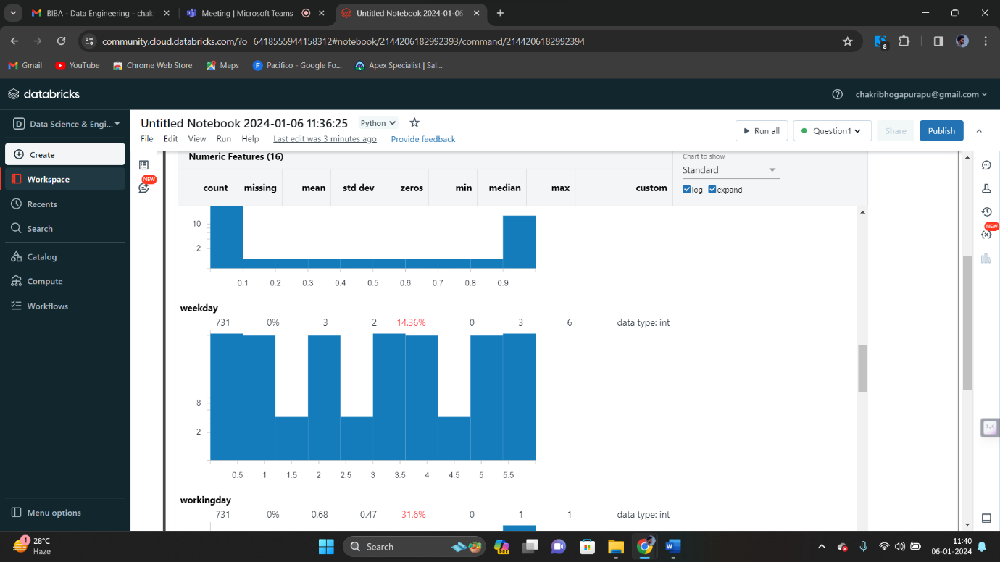 BIBA - Data Engineering - chak
Meeting | Microsoft Teams
Untitled Notebook 2024-01-06
community.cloud.databricks.com/?o=6418555944158312#notebook/2144206182992393/command/2144206182992394
8
Gmail YouTube Chrome Web Store Maps Pacifico - Google Fo... Apex Specialist | Sal...
databricks
chakribhogapurapu@gmail.com
D Data Science & Engi...
Create
Workspace
Recents
Search
Catalog
Compute
Workflows
Menu options
Untitled Notebook 2024-01-06 11:36:25 Python
File Edit View Run Help Last edit was 3 minutes ago Provide feedback
Run all Question1 Share Publish
NEW
NEW
Numeric Features (16)
count missing mean std dev zeros min median max custom
Chart to show
Standard
log expand
10
2
0.1 0.2 0.3 0.4 0.5 0.6 0.7 0.8 0.9
weekday
731 0% 3 2 14.36% 0 3 6 data type: int
8
2
0.5 1 1.5 2 2.5 3 3.5 4 4.5 5 5.5
workingday
731 0% 0.68 0.47 31.6% 0 1 1 data type: int
1
28°C
Haze
Search
PRE
11:40
06-01-2024